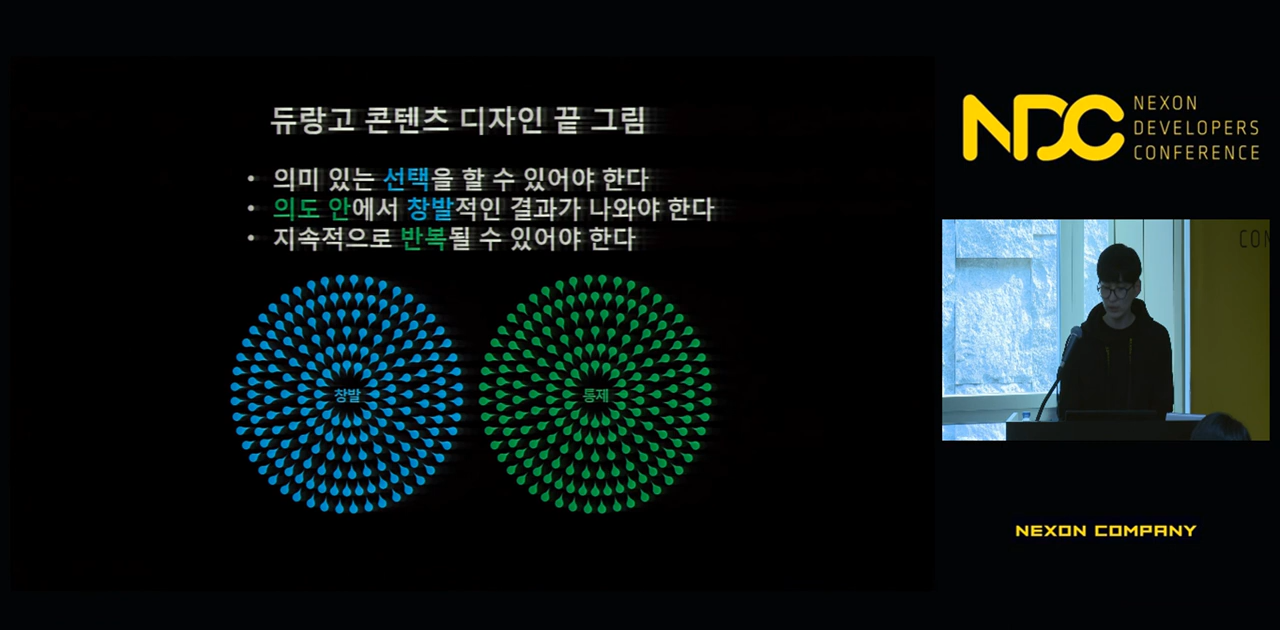 듀랑고 콘텐츠 디자인 끝 그림
• 의미 있는 선택을 할 수 있어야 한다
• 의도 안에서 창발적인 결과가 나와야 한다
• 지속적으로 반복될 수 있어야 한다
창발
통제
NDC
NEXON
DEVELOPERS
CONFERENCE
CON
NEXON COMPANY